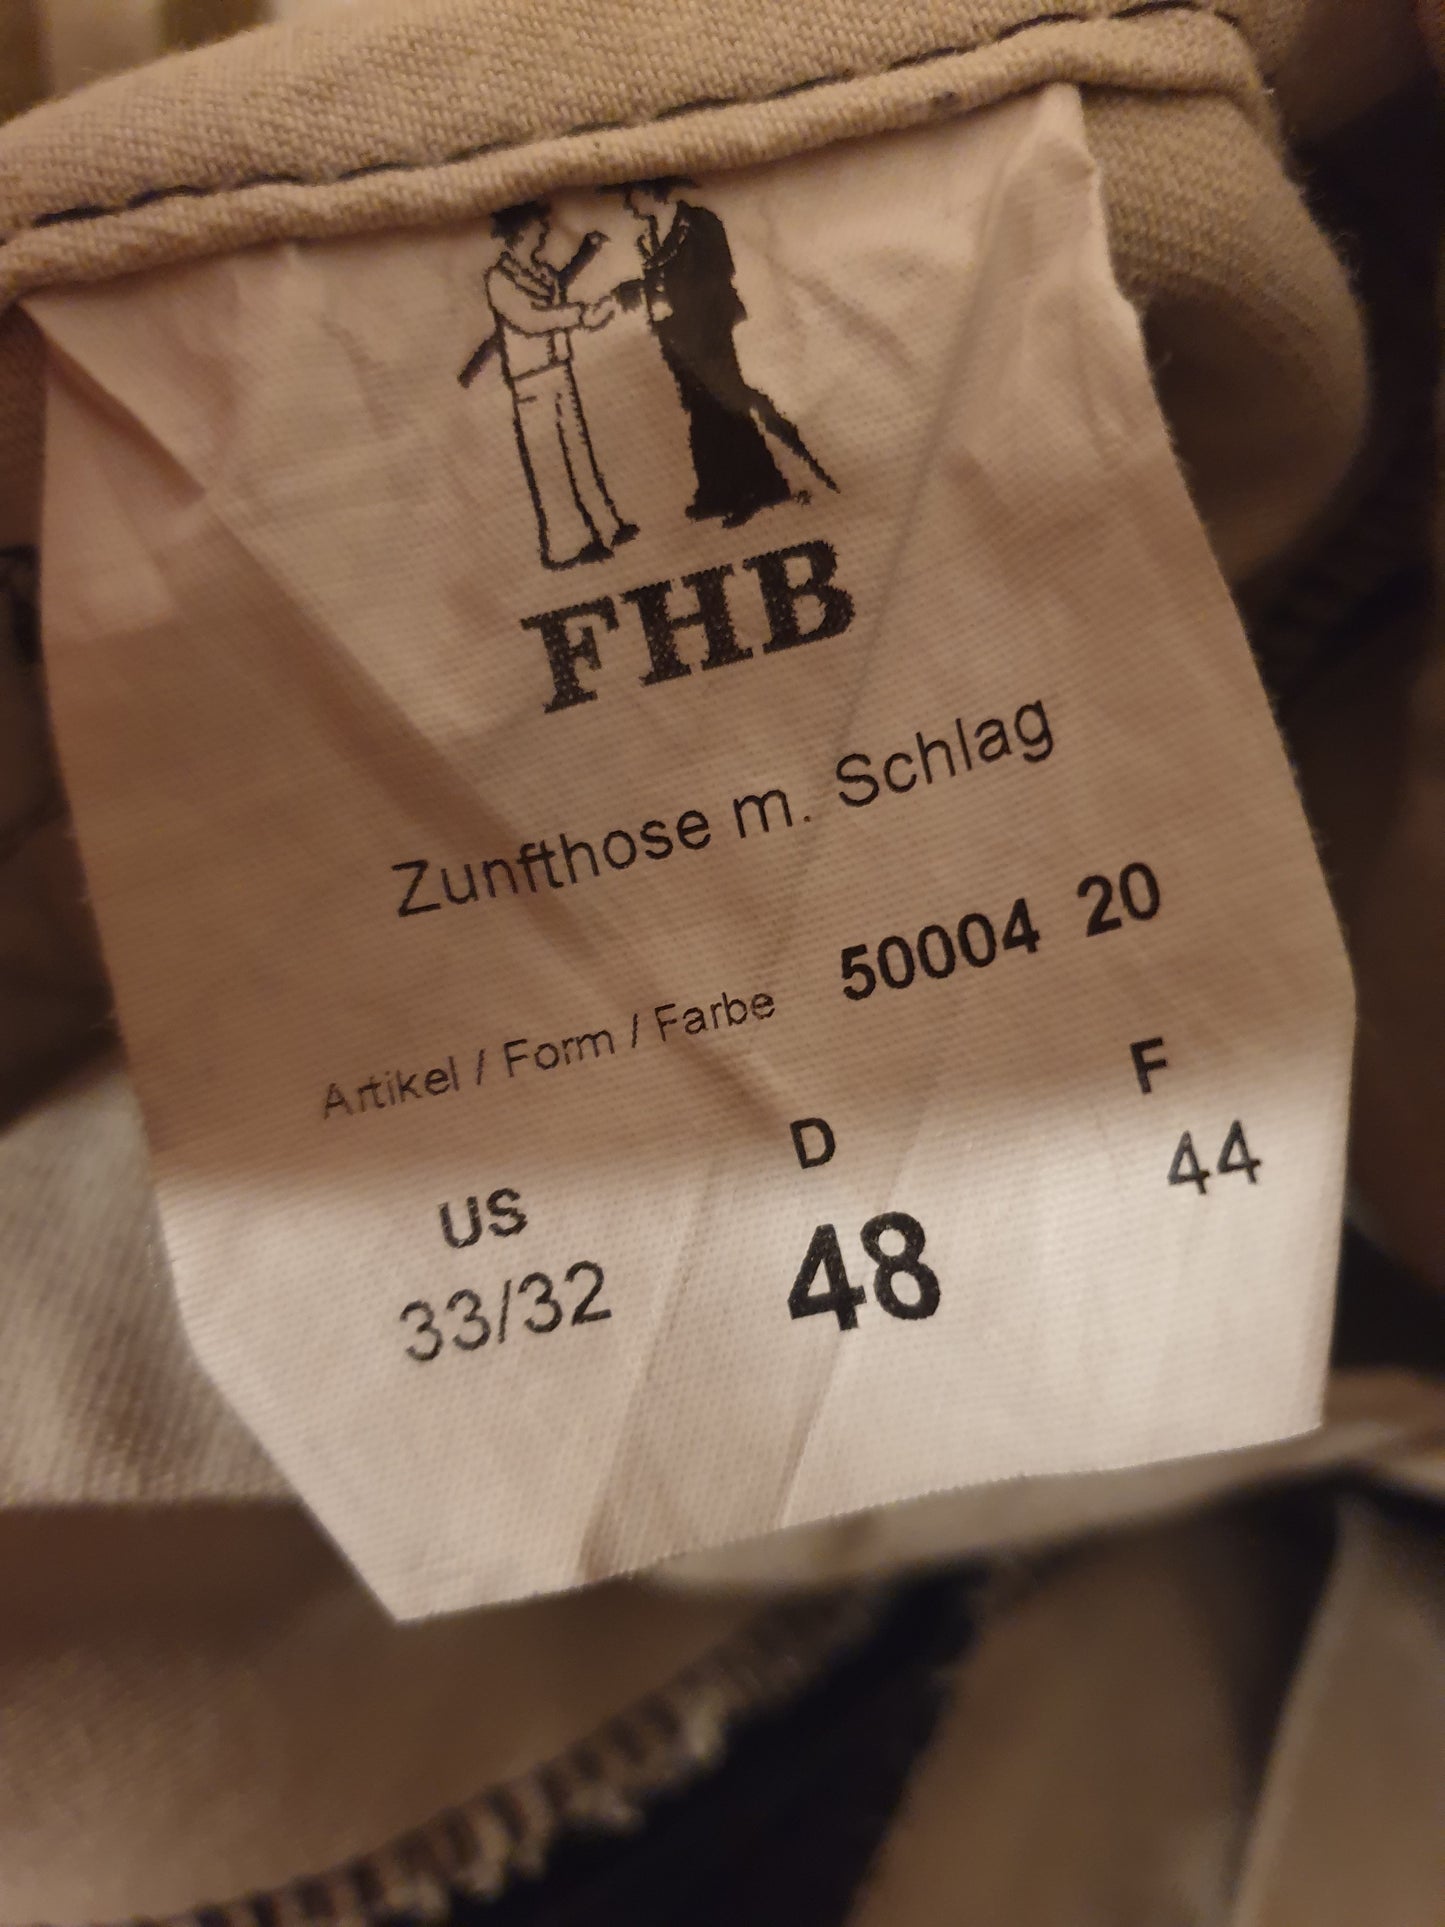 FHB
Zunfthose m. Schlag
Artikel / Form / Farbe 50004 20
US D F
33/32 48 44